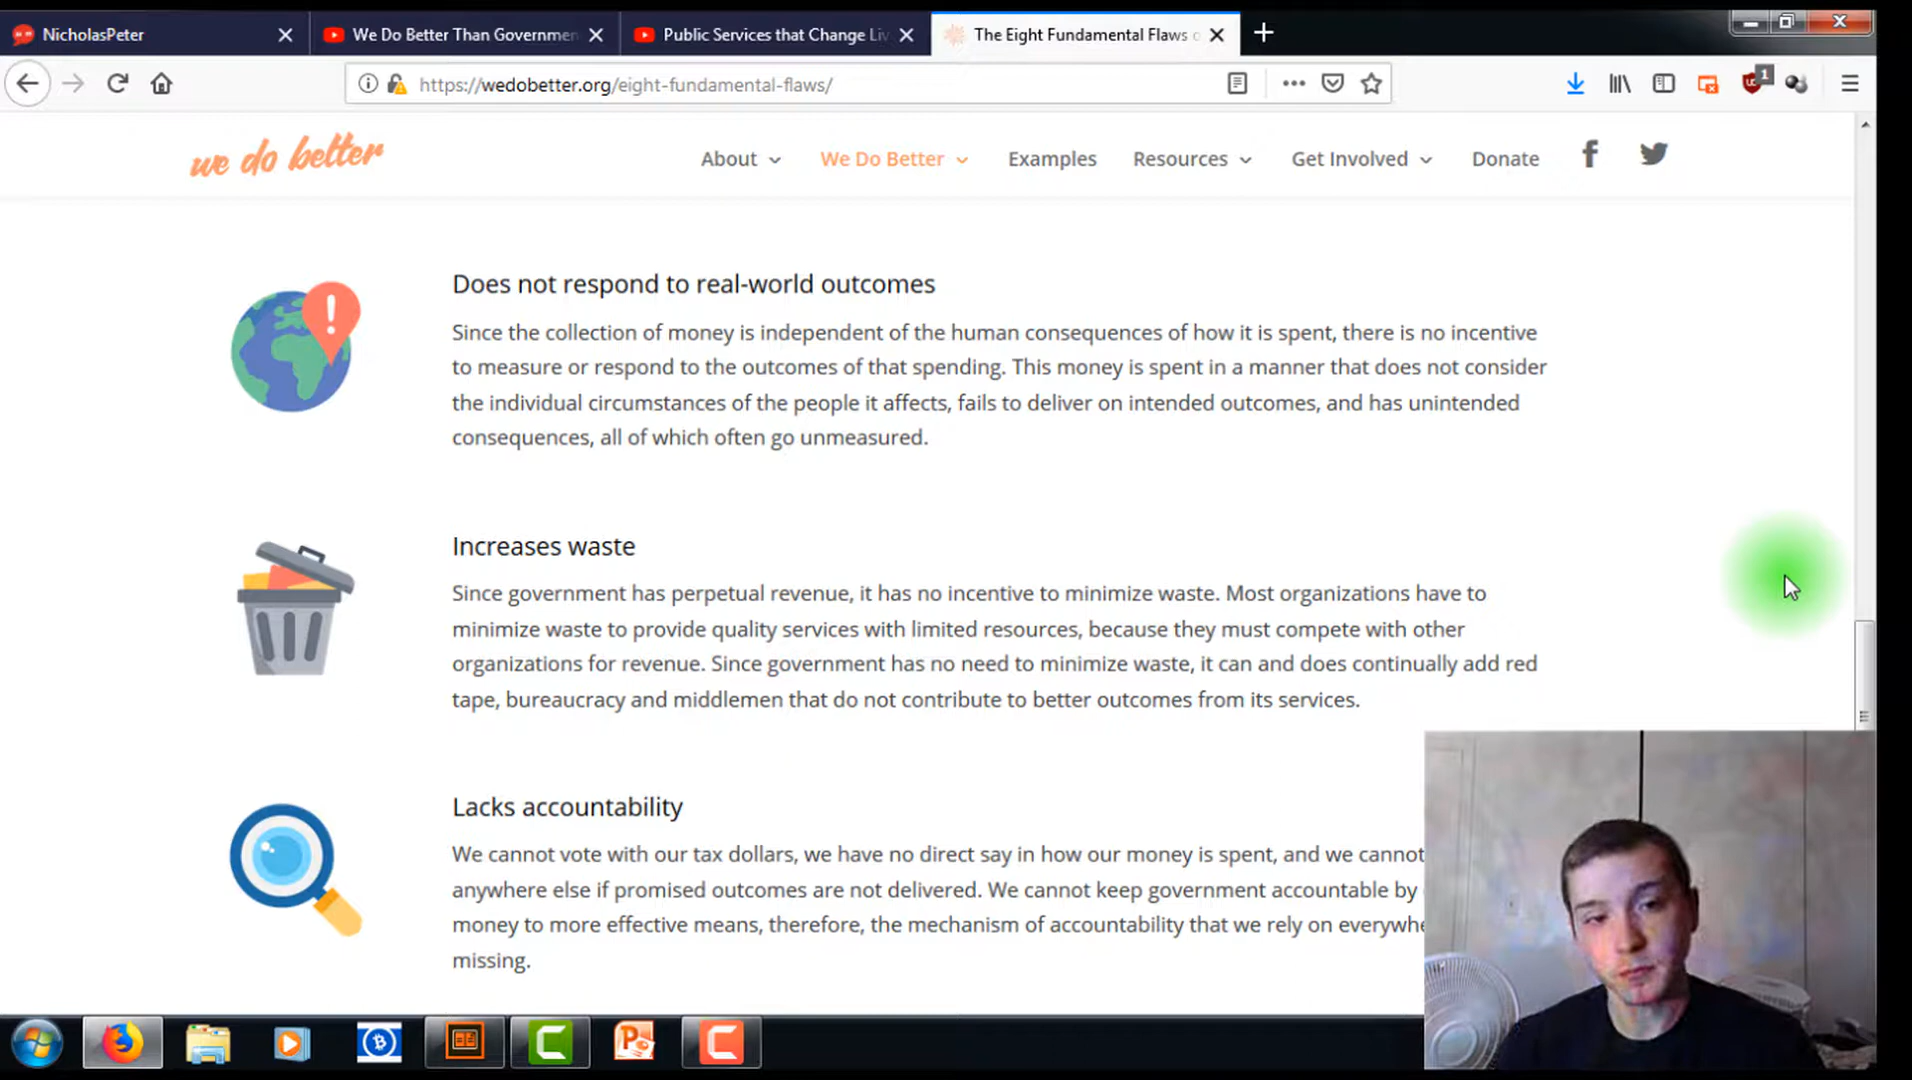 NicholasPeter
We Do Better Than Governmen
Public Services that Change Liv
The Eight Fundamental Flaws o
https://wedobetter.org/eight-fundamental-flaws/
1
we do better
About
We Do Better
Examples
Resources
Get Involved
Donate
Does not respond to real-world outcomes
Since the collection of money is independent of the human consequences of how it is spent, there is no incentive
to measure or respond to the outcomes of that spending. This money is spent in a manner that does not consider
the individual circumstances of the people it affects, fails to deliver on intended outcomes, and has unintended
consequences, all of which often go unmeasured.
Increases waste
Since government has perpetual revenue, it has no incentive to minimize waste. Most organizations have to
minimize waste to provide quality services with limited resources, because they must compete with other
organizations for revenue. Since government has no need to minimize waste, it can and does continually add red
tape, bureaucracy and middlemen that do not contribute to better outcomes from its services.
Lacks accountability
We cannot vote with our tax dollars, we have no direct say in how our money is spent, and we cannot
anywhere else if promised outcomes are not delivered. We cannot keep government accountable by
money to more effective means, therefore, the mechanism of accountability that we rely on everywhe
missing.